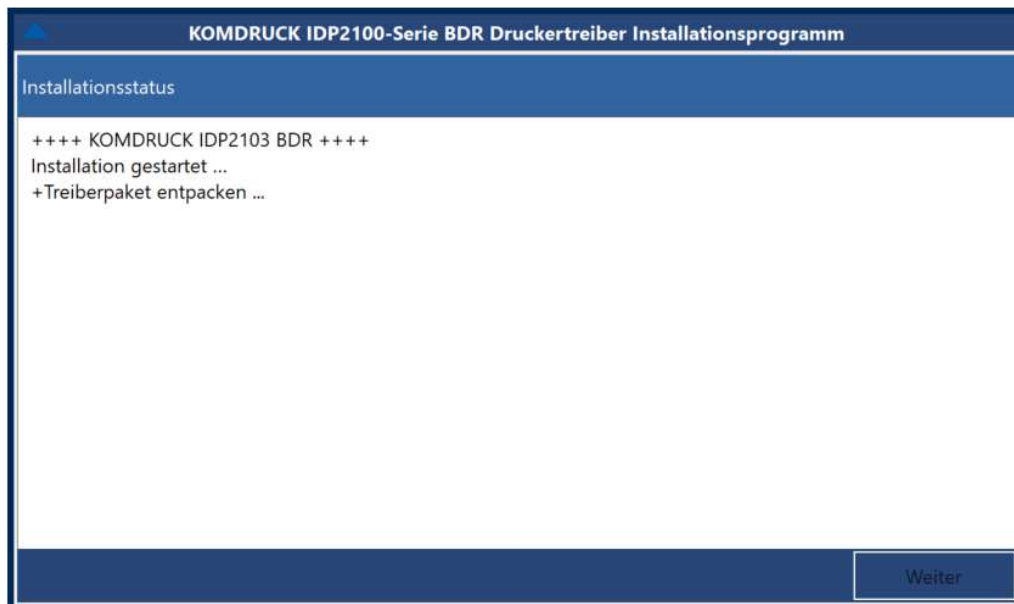 KOMDRUCK IDP2100-Serie BDR Druckertreiber Installationsprogramm
Installationsstatus
++++ KOMDRUCK IDP2103 BDR ++++
Installation gestartet ...
+Treiberpaket entpacken ...
Weiter